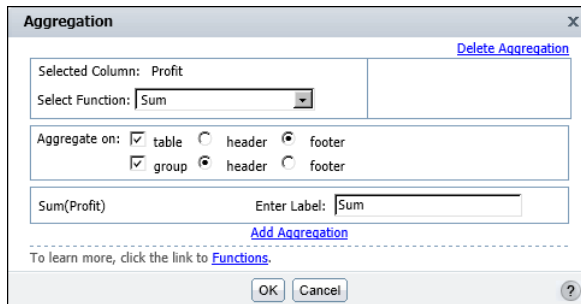 Aggregation x
Delete Aggregation
Selected Column: Profit
Select Function: Sum
Aggregate on: table header footer
group header footer
Sum(Profit) Enter Label: Sum
Add Aggregation
To learn more, click the link to Functions.
OK Cancel ?